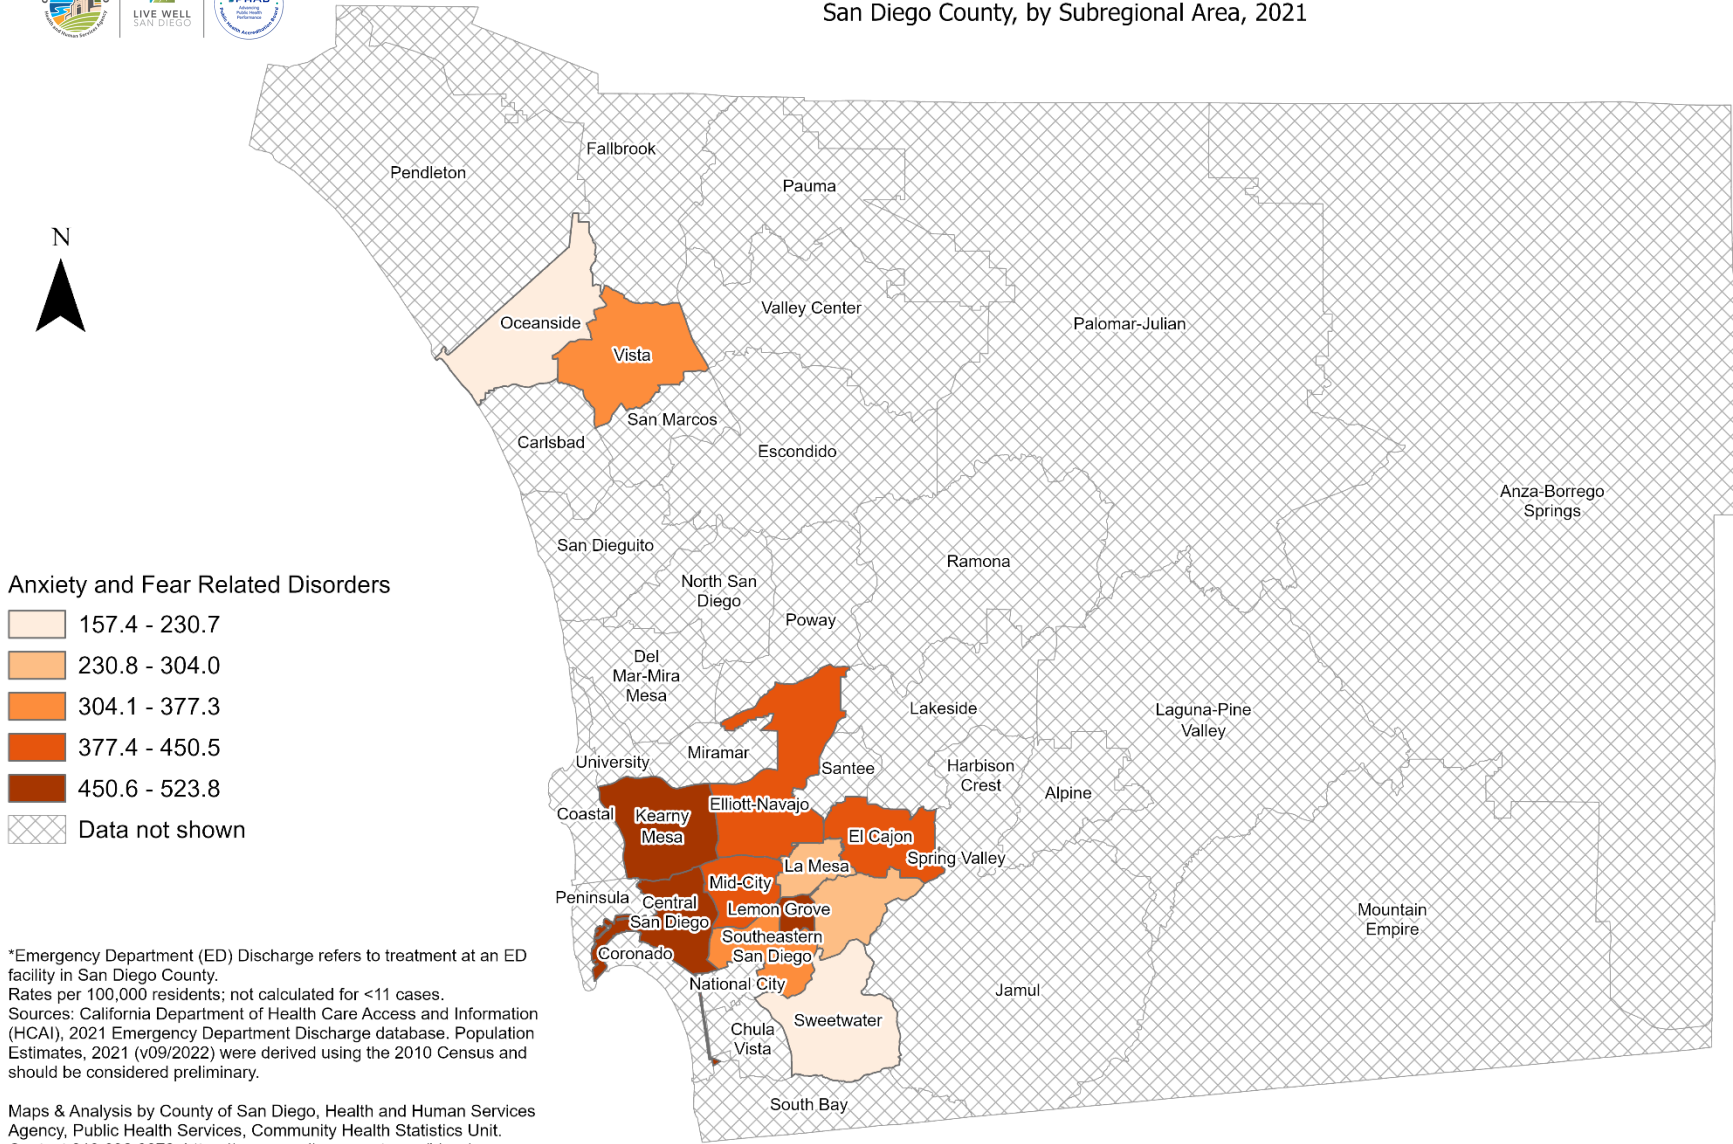 LIVE WELL
SAN DIEGO
Advancing
Public Health
Performance
San Diego County, by Subregional Area, 2021
Fallbrook
Pendleton
Pauma
N
Valley Center
Oceanside
Palomar-Julian
Vista
San Marcos
Carlsbad
Escondido
Anza-Borrego
Springs
San Dieguito
Ramona
North San
Diego
Poway
Del
Mar-Mira
Mesa
Lakeside
Laguna-Pine
Valley
Miramar
University
Santee
Harbison
Crest
Alpine
Elliott-Navajo
Coastal
Kearny
Mesa
El Cajon
Spring Valley
La Mesa
Mid-City
Peninsula
Central
San Diego
Lemon Grove
Mountain
Empire
Southeastern
San Diego
Coronado
National City
Jamul
Sweetwater
Chula
Vista
South Bay
Anxiety and Fear Related Disorders
157.4 - 230.7
230.8 - 304.0
304.1 - 377.3
377.4 - 450.5
450.6 - 523.8
Data not shown
*Emergency Department (ED) Discharge refers to treatment at an ED
facility in San Diego County.
Rates per 100,000 residents; not calculated for <11 cases.
Sources: California Department of Health Care Access and Information
(HCAI), 2021 Emergency Department Discharge database. Population
Estimates, 2021 (v09/2022) were derived using the 2010 Census and
should be considered preliminary.
Maps & Analysis by County of San Diego, Health and Human Services
Agency, Public Health Services, Community Health Statistics Unit.